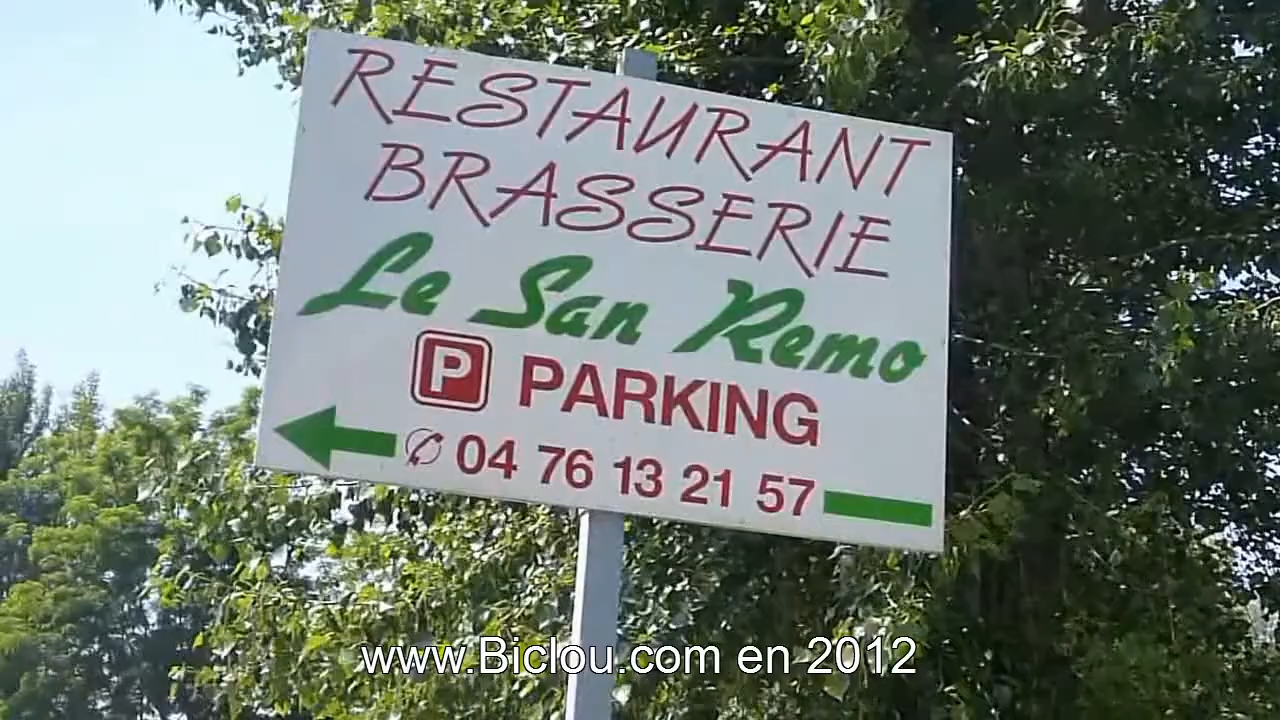 RESTAURANT
BRASSERIE
Le San Remo
P PARKING
04 76 13 21 57
www.Biclou.com en 2012